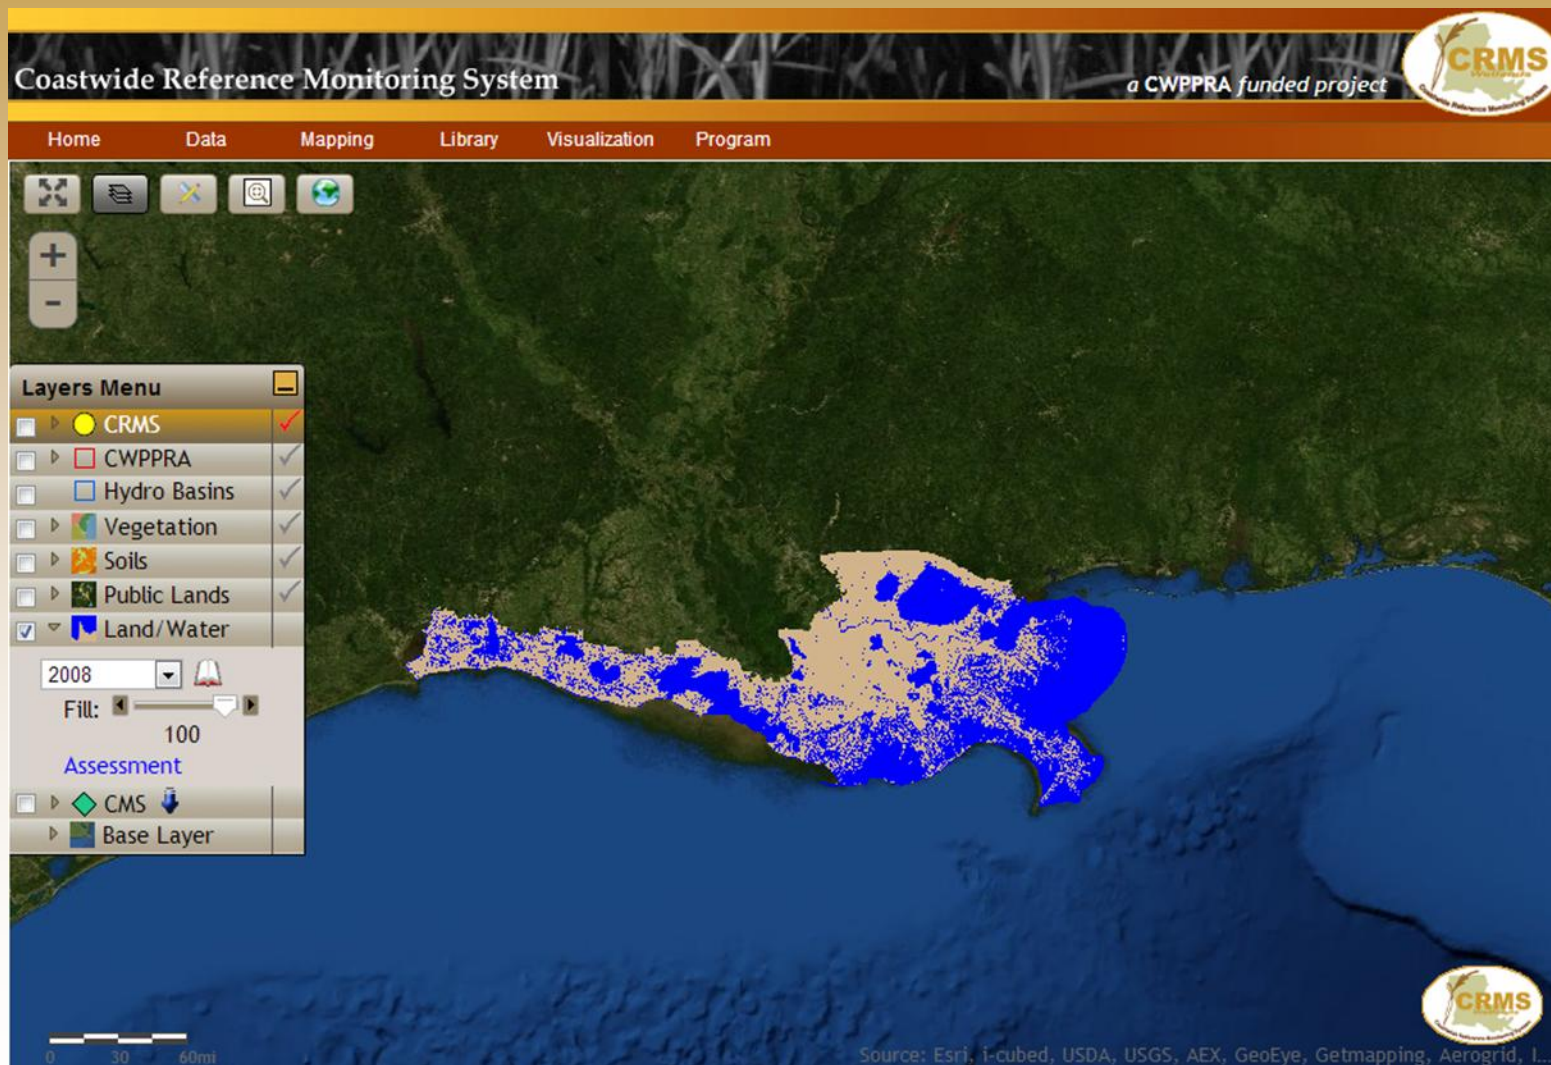 Coastwide Reference Monitoring System
a CWPPRA funded project
CRMS
Home Data Mapping Library Visualization Program
+
-
Layers Menu
CRMS
CWPPRA
Hydro Basins
Vegetation
Soils
Public Lands
Land/Water
2008
Fill:
100
Assessment
CMS
Base Layer
CRMS
0 30 60mi
Source: Esri, i-cubed, USDA, USGS, AEX, GeoEye, Getmapping, Aerogrid, I...